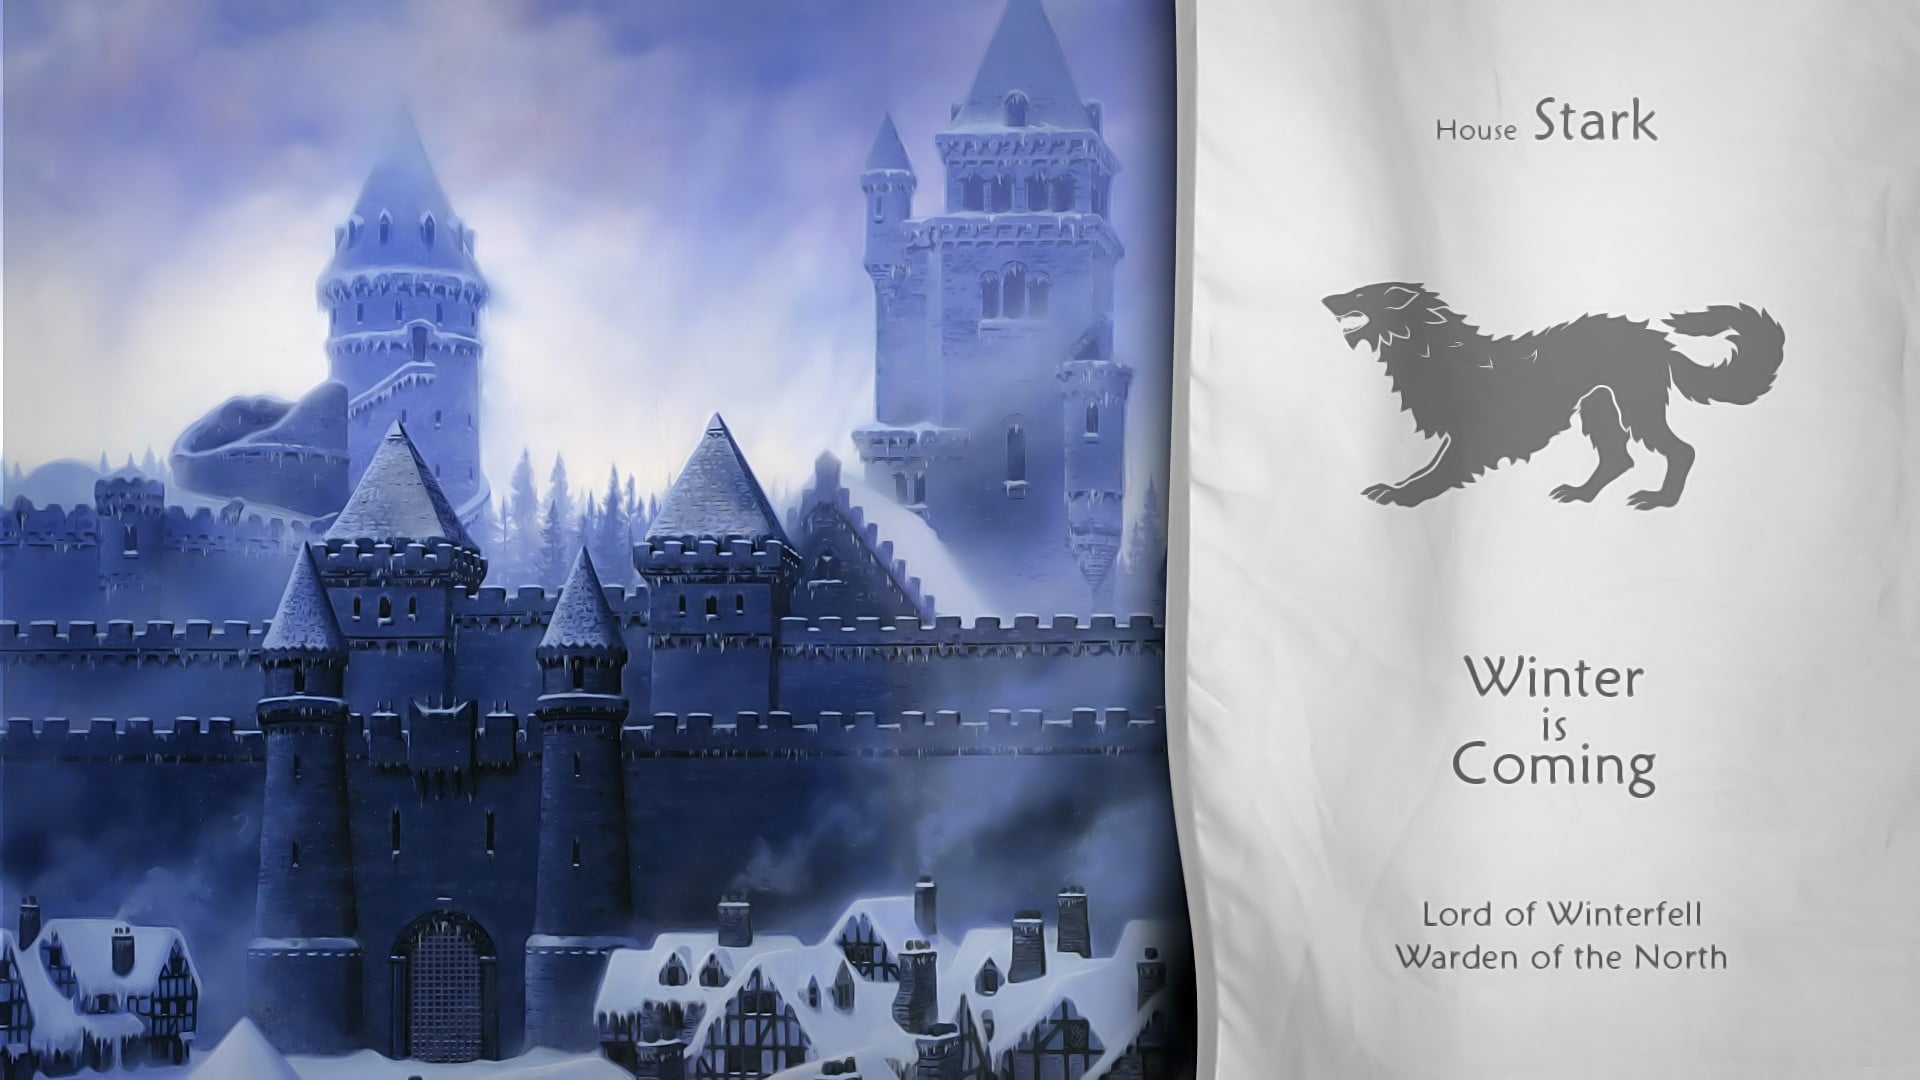 House Stark
Winter
is
Coming
Lord of Winterfell
Warden of the North